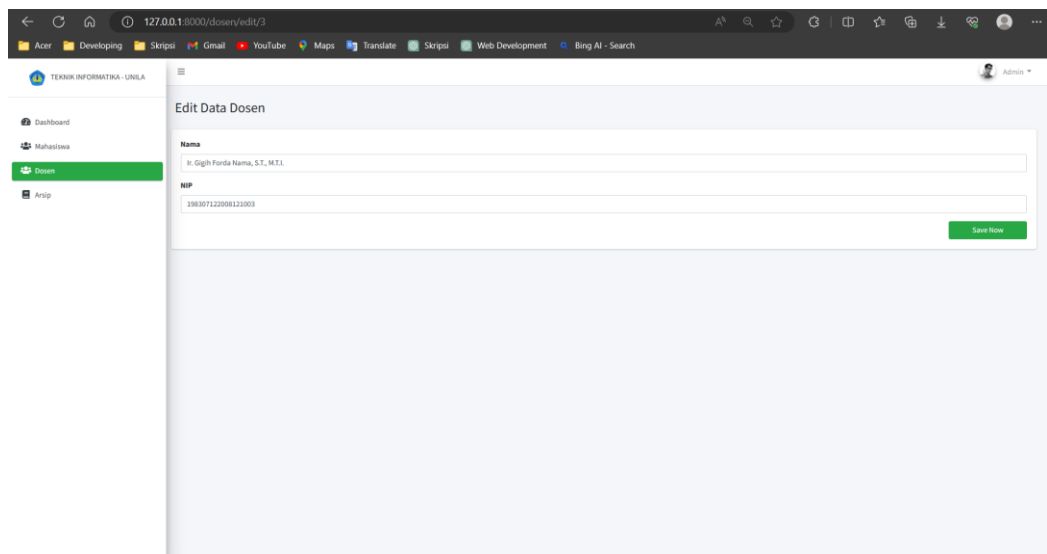 127.0.0.1:8000/dosen/edit/3
Acer Developing Skripsi Gmail YouTube Maps Translate Skripsi Web Development Bing AI - Search
TEKNIK INFORMATIKA - UNILA
Admin
Edit Data Dosen
Dashboard
Mahasiswa
Dosen
Arsip
Nama
Ir. Gigih Forda Nama, S.T., M.T.I.
NIP
198307122008121003
Save Now